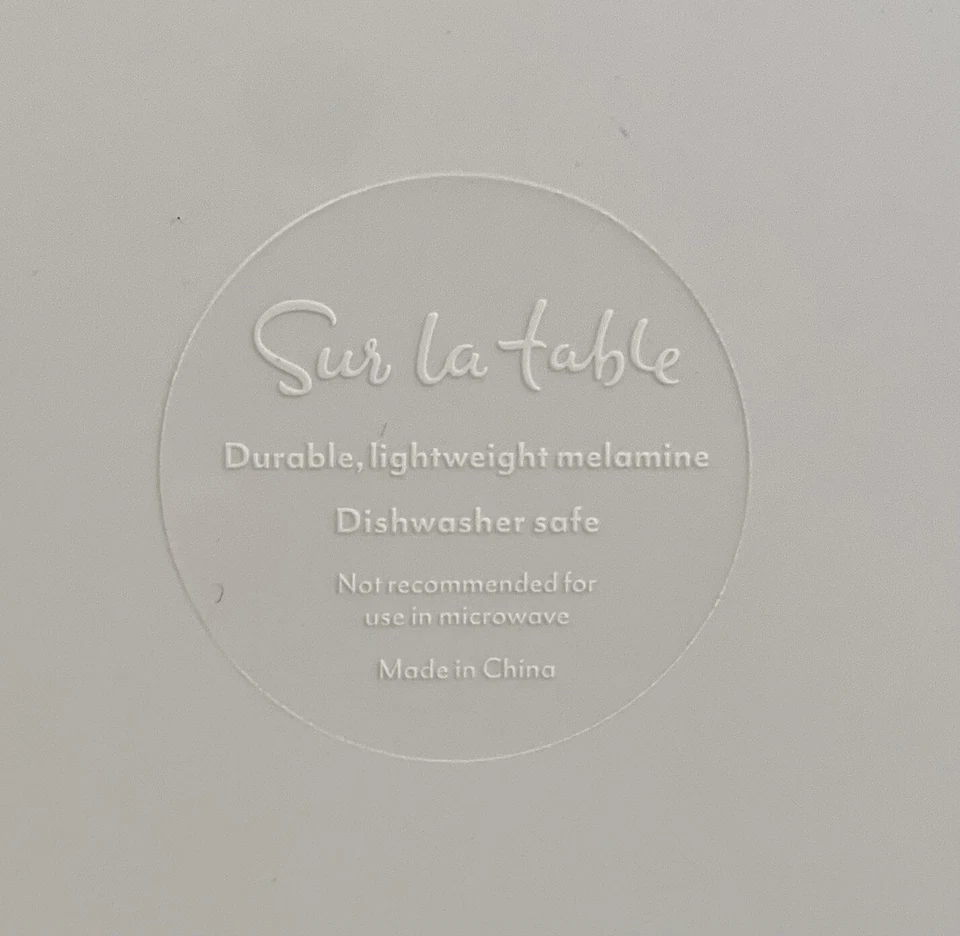 Sur la table
Durable, lightweight melamine
Dishwasher safe
Not recommended for
use in microwave
Made in China